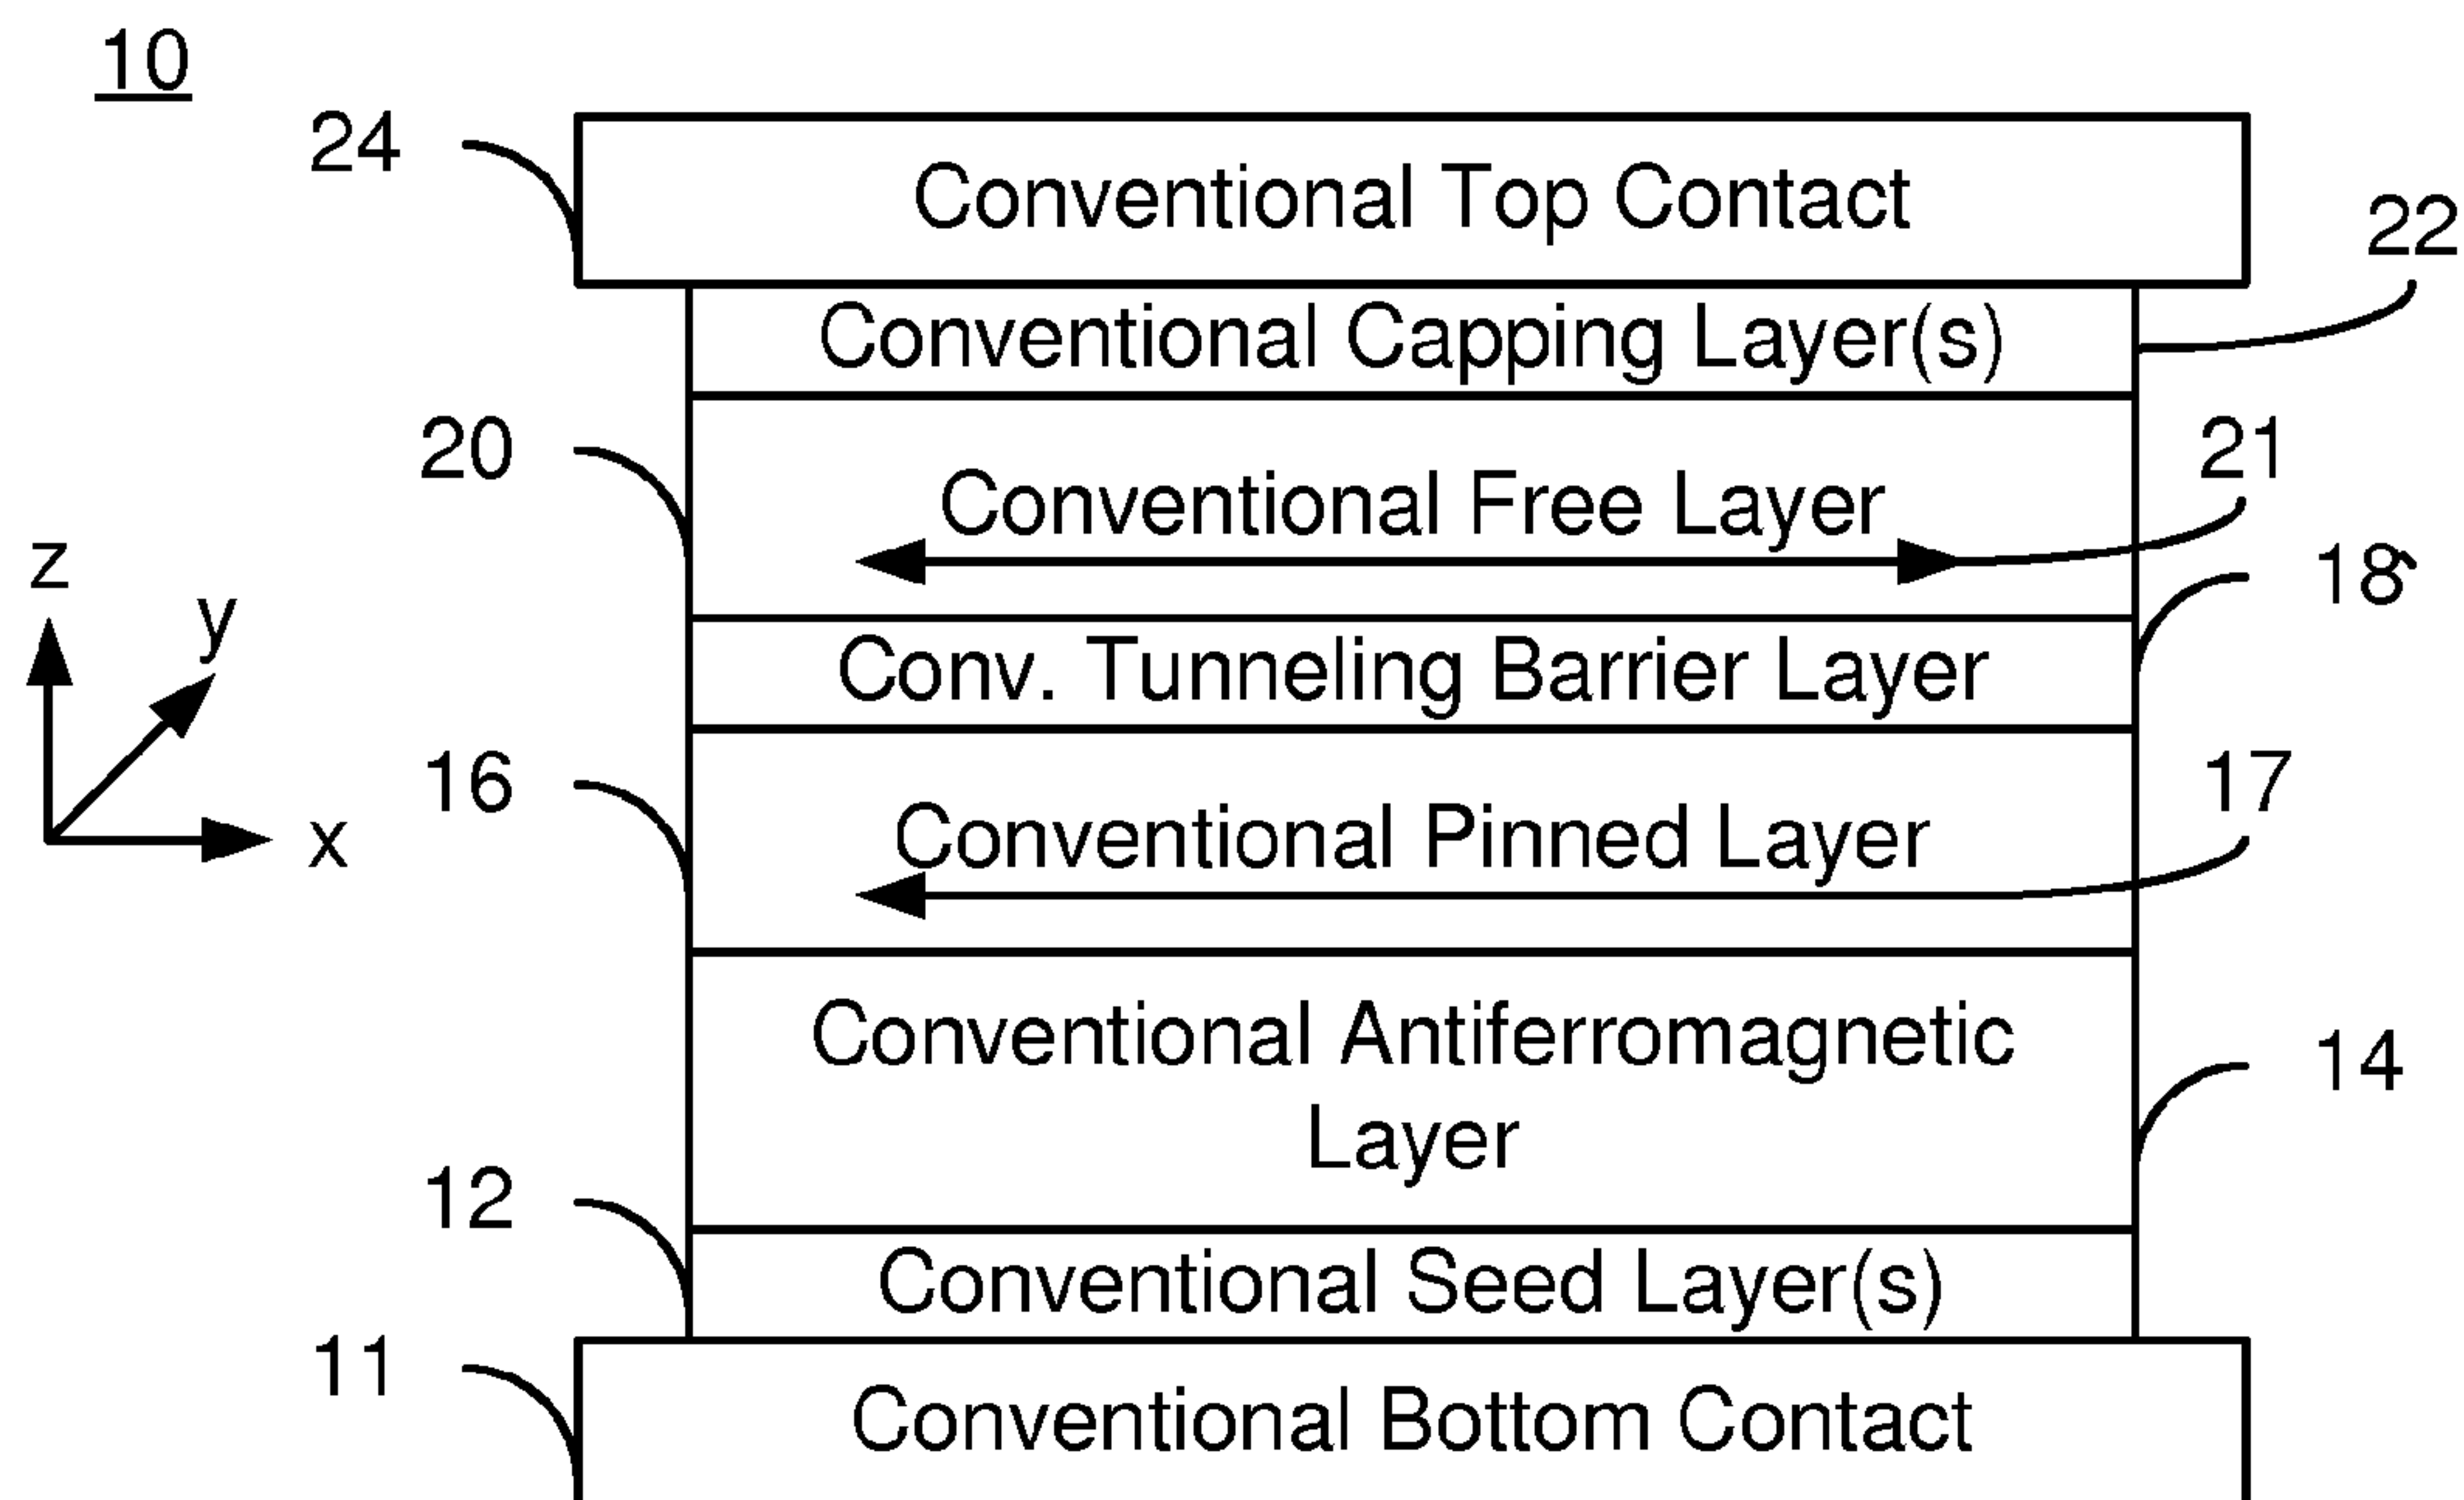 10
24
Conventional Top Contact
22
Conventional Capping Layer(s)
20
21
Conventional Free Layer
z
y
x
18
Conv. Tunneling Barrier Layer
16
17
Conventional Pinned Layer
Conventional Antiferromagnetic
Layer
14
12
Conventional Seed Layer(s)
11
Conventional Bottom Contact